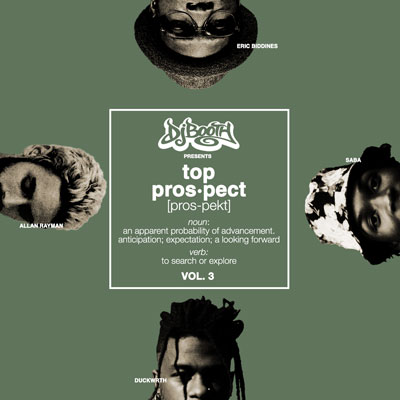 ERIC BIDDINES
DJBOOTH
PRESENTS
top
pros•pect
[pros-pekt]
noun:
an apparent probability of advancement.
anticipation; expectation; a looking forward
verb:
to search or explore
VOL. 3
ALLAN RAYMAN
SABA
DUCKWRTH